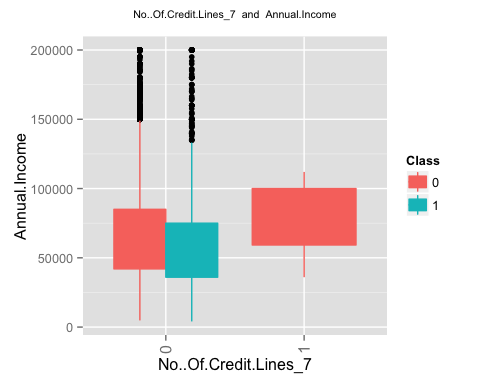 No..Of.Credit.Lines_7 and Annual.Income
200000
150000
100000
50000
0
Annual.Income
0
1
No..Of.Credit.Lines_7
Class
0
1